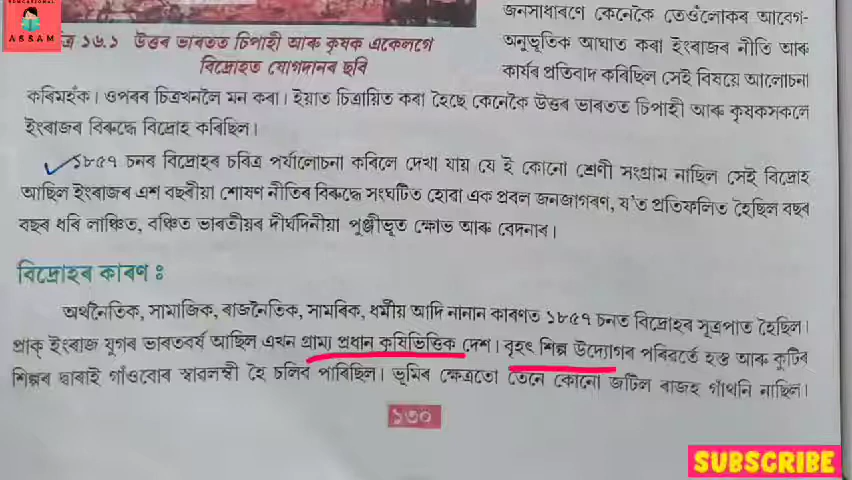 EDUCATIONAL
ASSAM
জনসাধাৰণে কেনেকৈ তেওঁলোকৰ আবেগ-
ত্ৰ ১৬.১ উত্তৰ ভাৰতত চিপাহী আৰু কৃষক একেলগে
বিদ্ৰোহত যোগদানৰ ছবি
অনুভূতিক আঘাত কৰা ইংৰাজৰ নীতি আৰু
কাৰ্যৰ প্ৰতিবাদ কৰিছিল সেই বিষয়ে আলোচনা
কৰিমহঁক। ওপৰৰ চিত্ৰখনলৈ মন কৰা। ইয়াত চিত্ৰায়িত কৰা হৈছে কেনেকৈ উত্তৰ ভাৰতত চিপাহী আৰু কৃষকসকলে
ইংৰাজৰ বিৰুদ্ধে বিদ্ৰোহ কৰিছিল।
১৮৫৭ চনৰ বিদ্ৰোহৰ চৰিত্ৰ পৰ্যালোচনা কৰিলে দেখা যায় যে ই কোনো শ্ৰেণী সংগ্ৰাম নাছিল সেই বিদ্ৰোহ
আছিল ইংৰাজৰ এশ বছৰীয়া শোষণ নীতিৰ বিৰুদ্ধে সংঘটিত হোৱা এক প্ৰবল জনজাগৰণ, য'ত প্ৰতিফলিত হৈছিল বছৰ
বছৰ ধৰি লাঞ্চিত, বঞ্চিত ভাৰতীয়ৰ দীৰ্ঘদিনীয়া পুঞ্জীভূত ক্ষোভ আৰু বেদনাৰ।
বিদ্ৰোহৰ কাৰণ :
অৰ্থনৈতিক, সামাজিক, ৰাজনৈতিক, সামৰিক, ধৰ্মীয় আদি নানান কাৰণত ১৮৫৭ চনত বিদ্ৰোহৰ সূত্ৰপাত হৈছিল।
প্ৰাক্ ইংৰাজ যুগৰ ভাৰতবৰ্ষ আছিল এখন গ্ৰাম্য প্ৰধান কৃষিভিত্তিক দেশ। বৃহৎ শিল্প উদ্যোগৰ পৰিৱৰ্তে হস্ত আৰু কুটিৰ
শিল্পৰ দ্বাৰাই গাঁওবোৰ স্বাৱলম্বী হৈ চলিব পাৰিছিল। ভূমিৰ ক্ষেত্ৰতো তেনে কোনো জটিল ৰাজহ গাঁথনি নাছিল।
১৩০
SUBSCRIBE